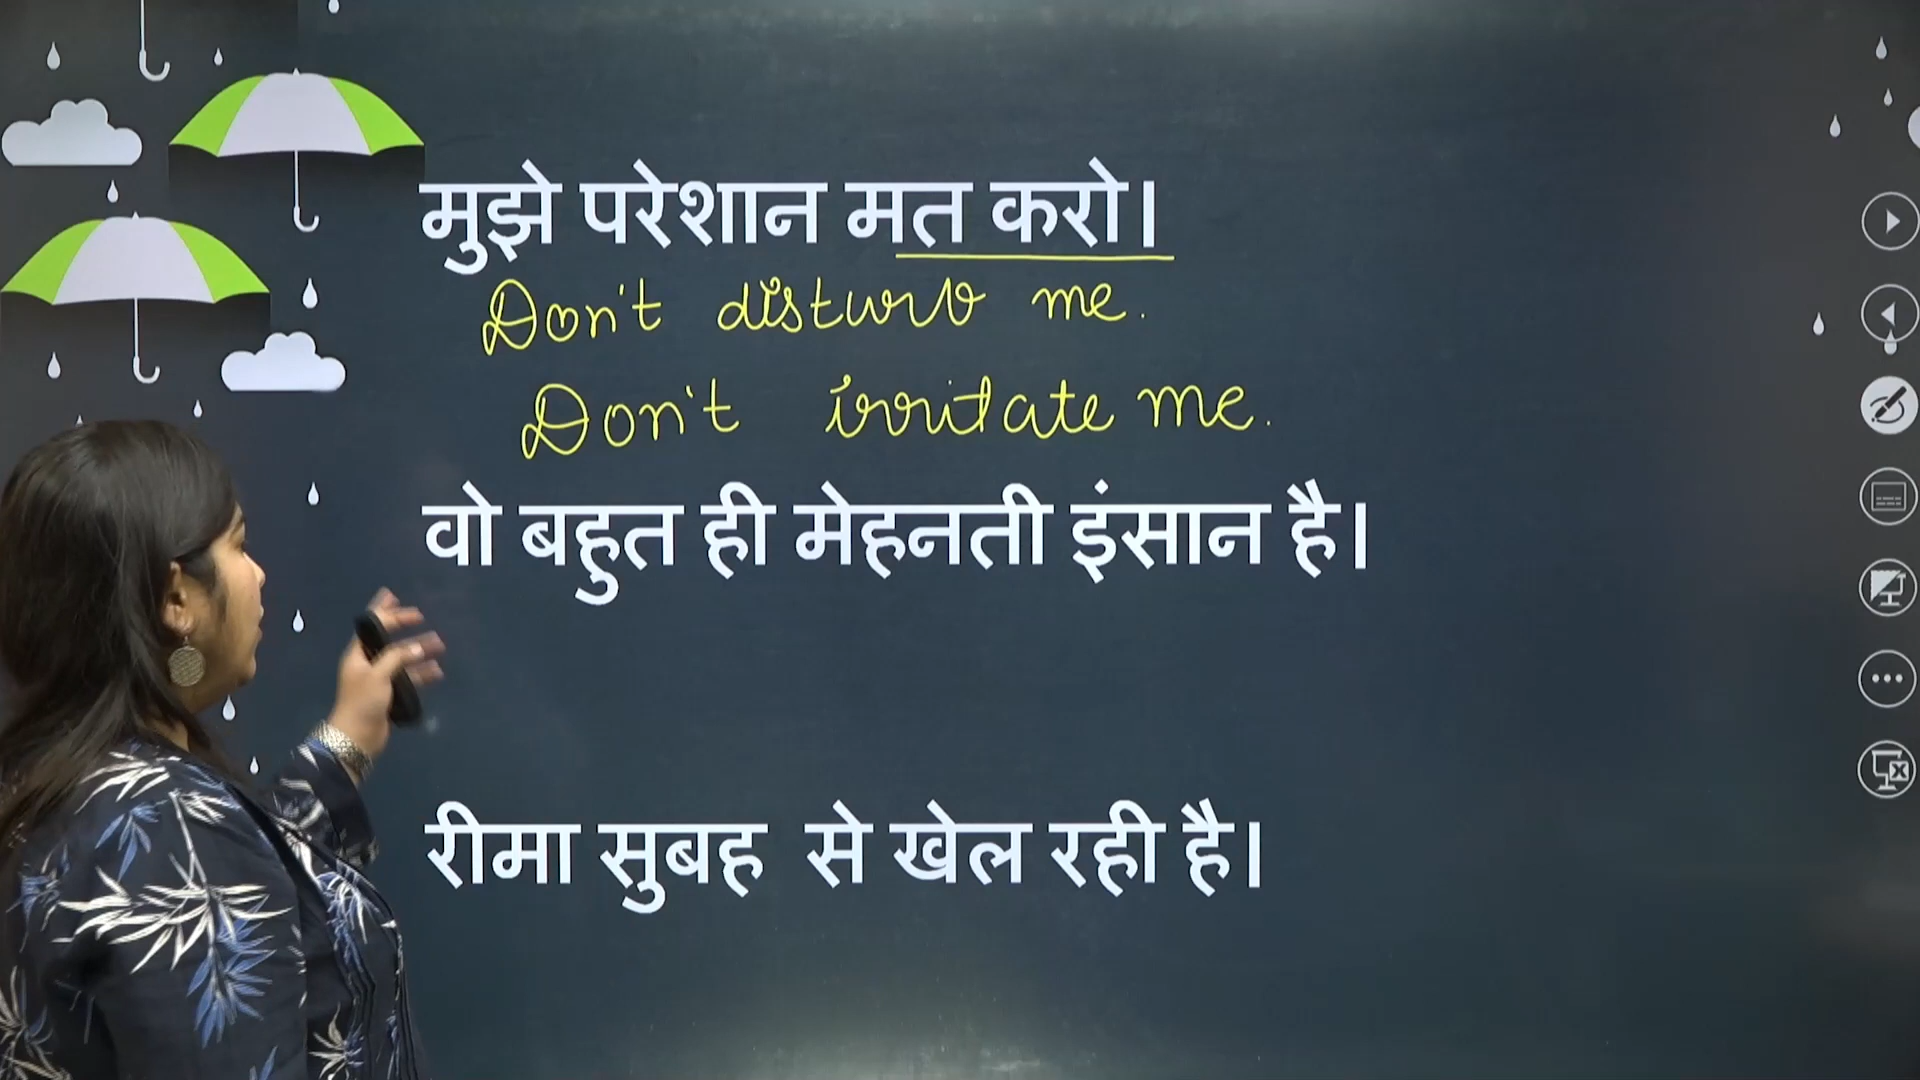 मुझे परेशान मत करो।
Don't disturb me.
Don't irritate me.
वो बहुत ही मेहनती इंसान है।
रीमा सुबह से खेल रही है।